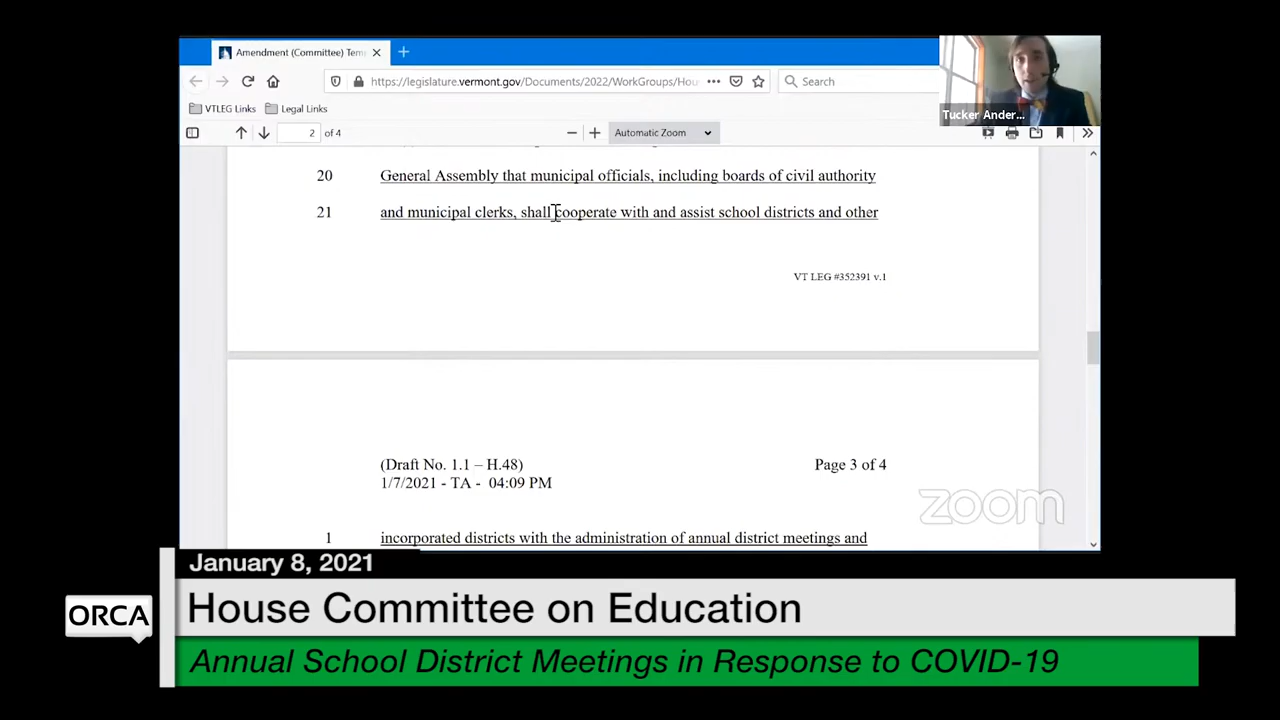 Amendment (Committee) Tem
https://legislature.vermont.gov/Documents/2022/WorkGroups/Hou
Search
Tucker Ander...
VTLEG Links
Legal Links
2 of 4
Automatic Zoom
20 General Assembly that municipal officials, including boards of civil authority
21 and municipal clerks, shall cooperate with and assist school districts and other
VT LEG #352391 v.1
(Draft No. 1.1 – H.48) Page 3 of 4
1/7/2021 - TA - 04:09 PM
zoom
1 incorporated districts with the administration of annual district meetings and
January 8, 2021
ORCA
House Committee on Education
Annual School District Meetings in Response to COVID-19